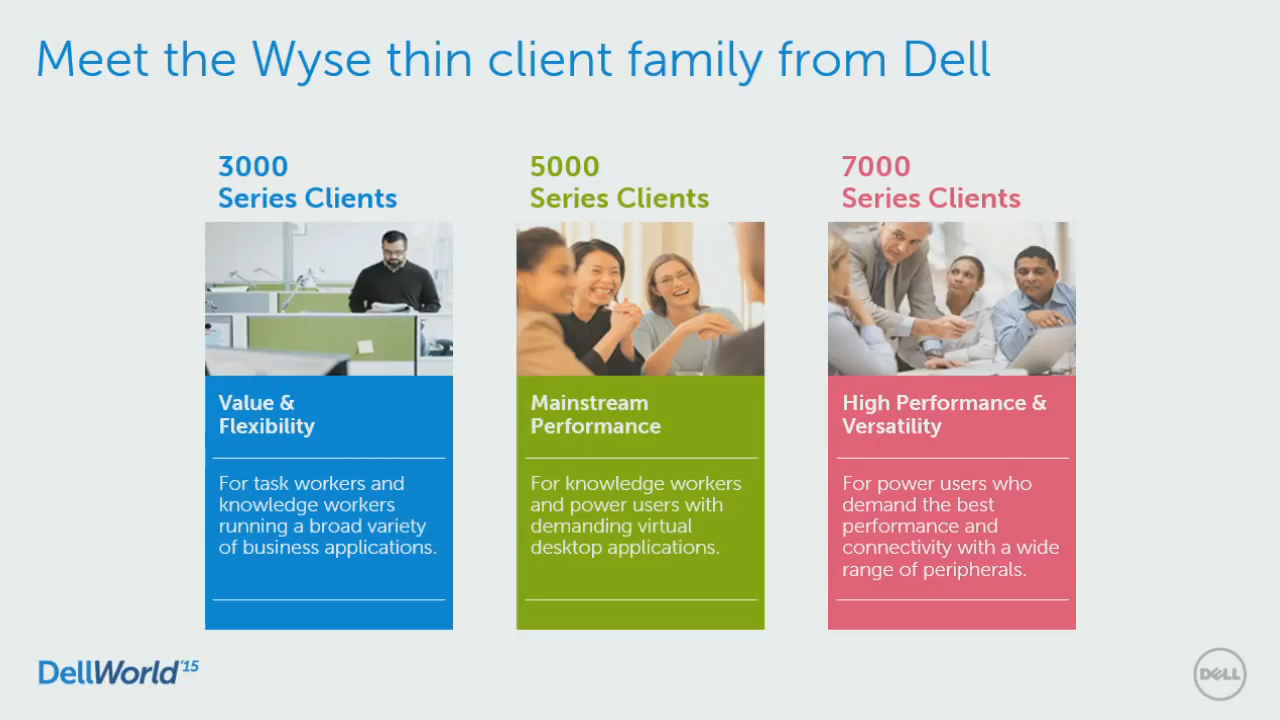 Meet the Wyse thin client family from Dell
3000
Series Clients
Value &
Flexibility
For task workers and
knowledge workers
running a broad variety
of business applications.
5000
Series Clients
Mainstream
Performance
For knowledge workers
and power users with
demanding virtual
desktop applications.
7000
Series Clients
High Performance &
Versatility
For power users who
demand the best
performance and
connectivity with a wide
range of peripherals.
DellWorld'15
DELL